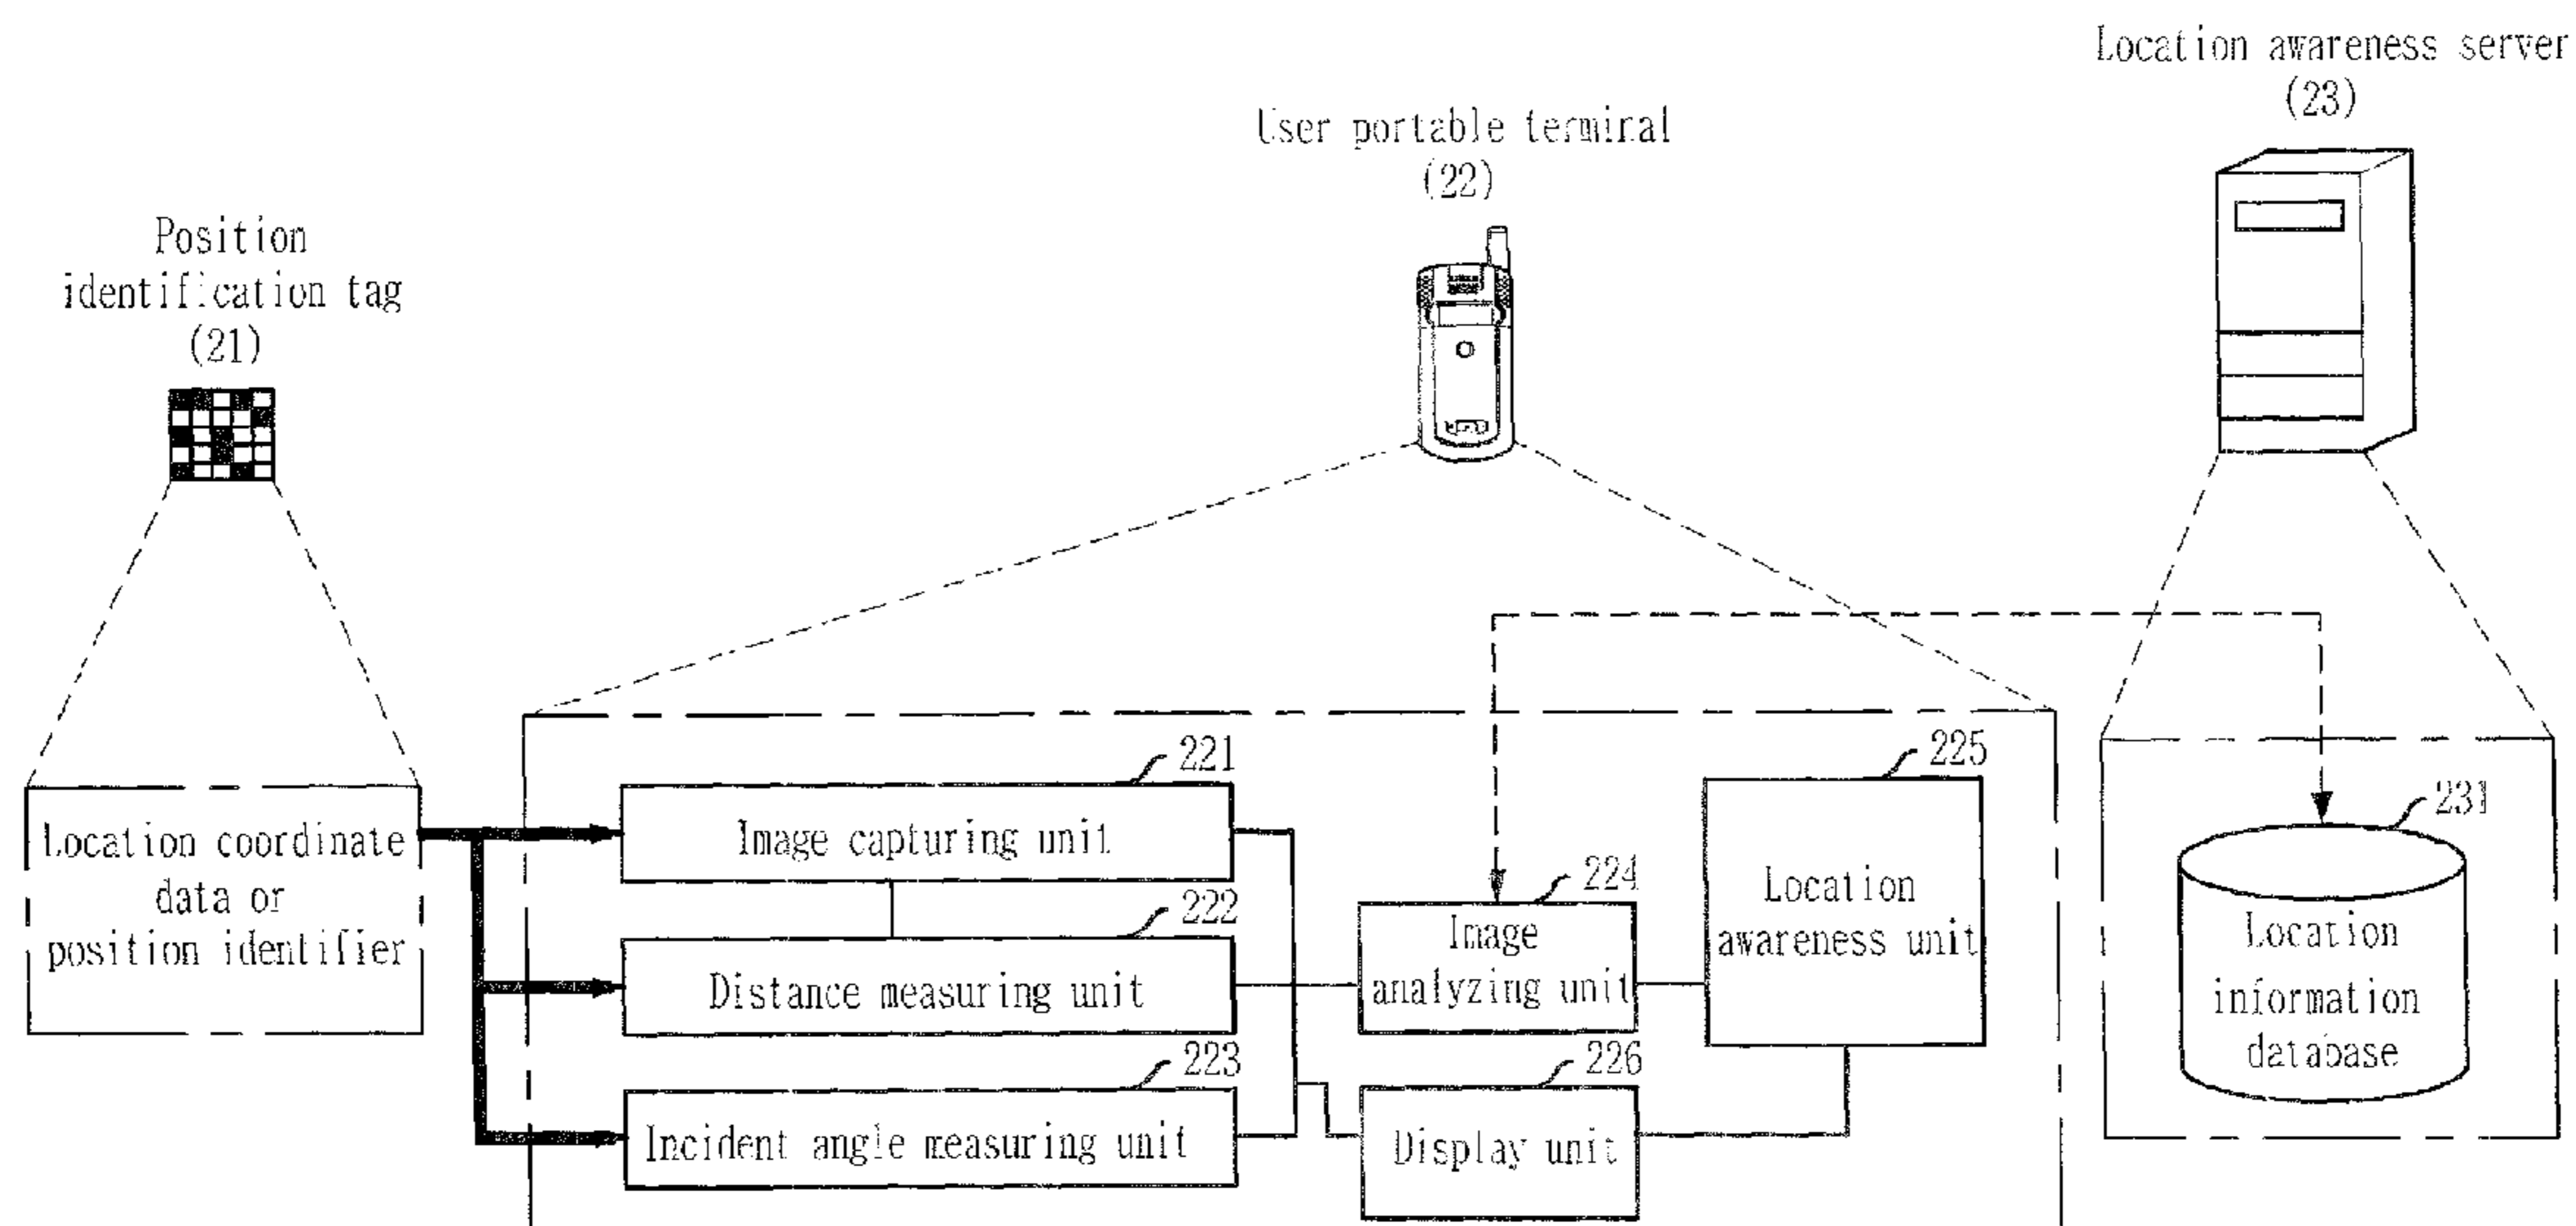 Location awareness server
(23)
User portable terminal
(22)
Position
identification tag
(21)
221
225
231
Location coordinate
data or
position identifier
Image capturing unit
222
224
Location
awareness unit
Distance measuring unit
Image
analyzing unit
Location
information
database
223
226
Incident angle measuring unit
Display unit